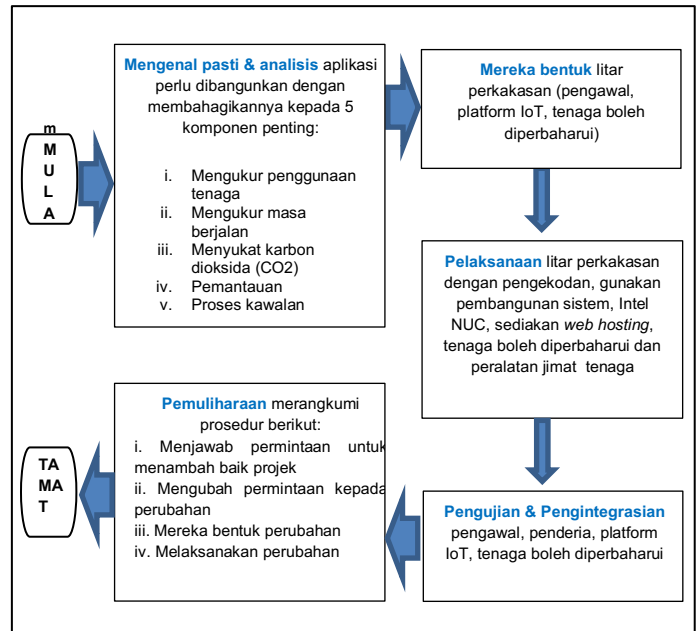 m
M
U
L
A
Mengenal pasti & analisis aplikasi
perlu dibangunkan dengan
membahagikannya kepada 5
komponen penting:
i. Mengukur penggunaan
tenaga
ii. Mengukur masa
berjalan
iii. Menyukat karbon
dioksida (CO2)
iv. Pemantauan
v. Proses kawalan
Mereka bentuk litar
perkakasan (pengawal,
platform IoT, tenaga boleh
diperbaharui)
Pelaksanaan litar perkakasan
dengan pengekodan, gunakan
pembangunan sistem, Intel
NUC, sediakan web hosting,
tenaga boleh diperbaharui dan
peralatan jimat tenaga
Pengujian & Pengintegrasian
pengawal, penderia, platform
IoT, tenaga boleh diperbaharui
Pemuliharaan merangkumi
prosedur berikut:
i. Menjawab permintaan untuk
menambah baik projek
ii. Mengubah permintaan kepada
perubahan
iii. Mereka bentuk perubahan
iv. Melaksanakan perubahan
TA
MA
T